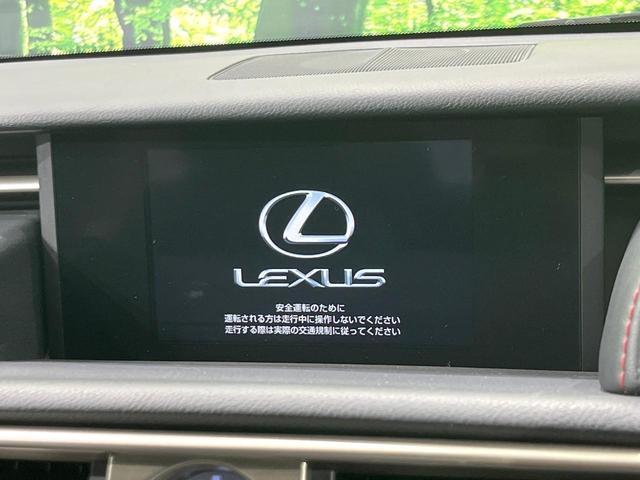 LEXUS
安全運転のために
運転される方は走行中に操作しないでください
走行する際は実際の交通規制に従ってください